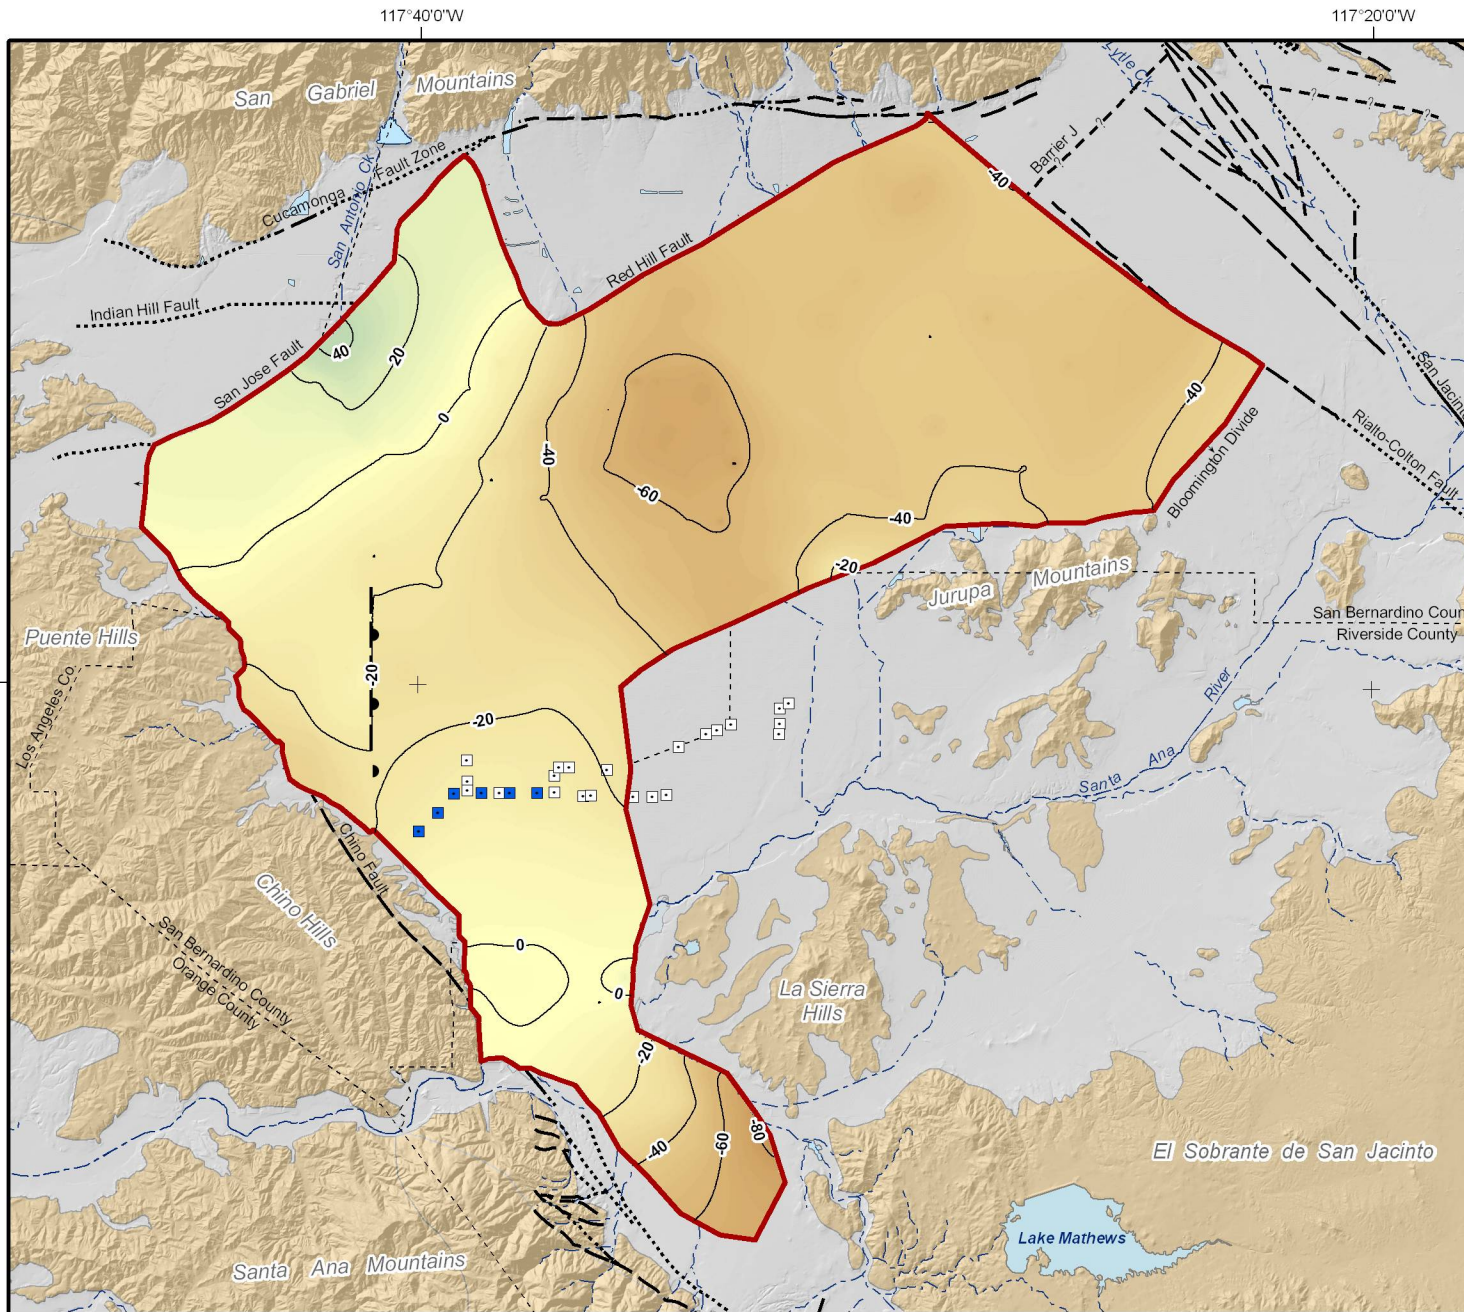 117°40'0"W
117°20'0"W
San Gabriel Mountains
Lytle Ck
Barrier J
?
?
?
?
?
-40
Cucamonga Fault Zone
San Antonio Ck
Red Hill Fault
Indian Hill Fault
San Jose Fault
40
20
0
-40
-60
-40
-40
-20
Bloomington Divide
Rialto-Colton Fault
San Jacinto
Jurupa Mountains
San Bernardino Coun
Riverside County
Puente Hills
Los Angeles Co.
-20
-20
Santa Ana River
Chino Fault
Chino Hills
San Bernardino County
Orange County
0
0
La Sierra
Hills
-20
-40
-60
-80
El Sobrante de San Jacinto
Lake Mathews
Santa Ana Mountains